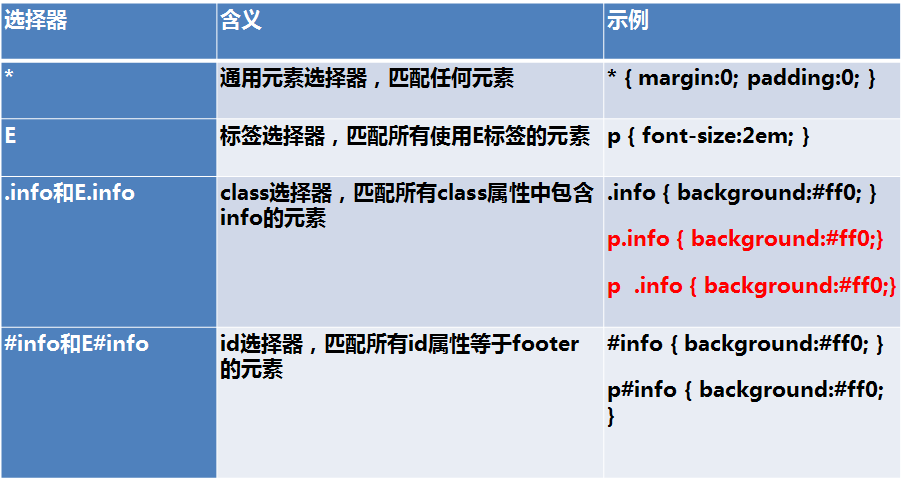 选择器
含义
示例
*
通用元素选择器，匹配任何元素
* { margin:0; padding:0; }
E
标签选择器，匹配所有使用E标签的元素
p { font-size:2em; }
.info和E.info
class选择器，匹配所有class属性中包含
info的元素
.info { background:#ff0; }
p.info { background:#ff0;}
p .info { background:#ff0;}
#info和E#info
id选择器，匹配所有id属性等于footer
的元素
#info { background:#ff0; }
p#info { background:#ff0;
}